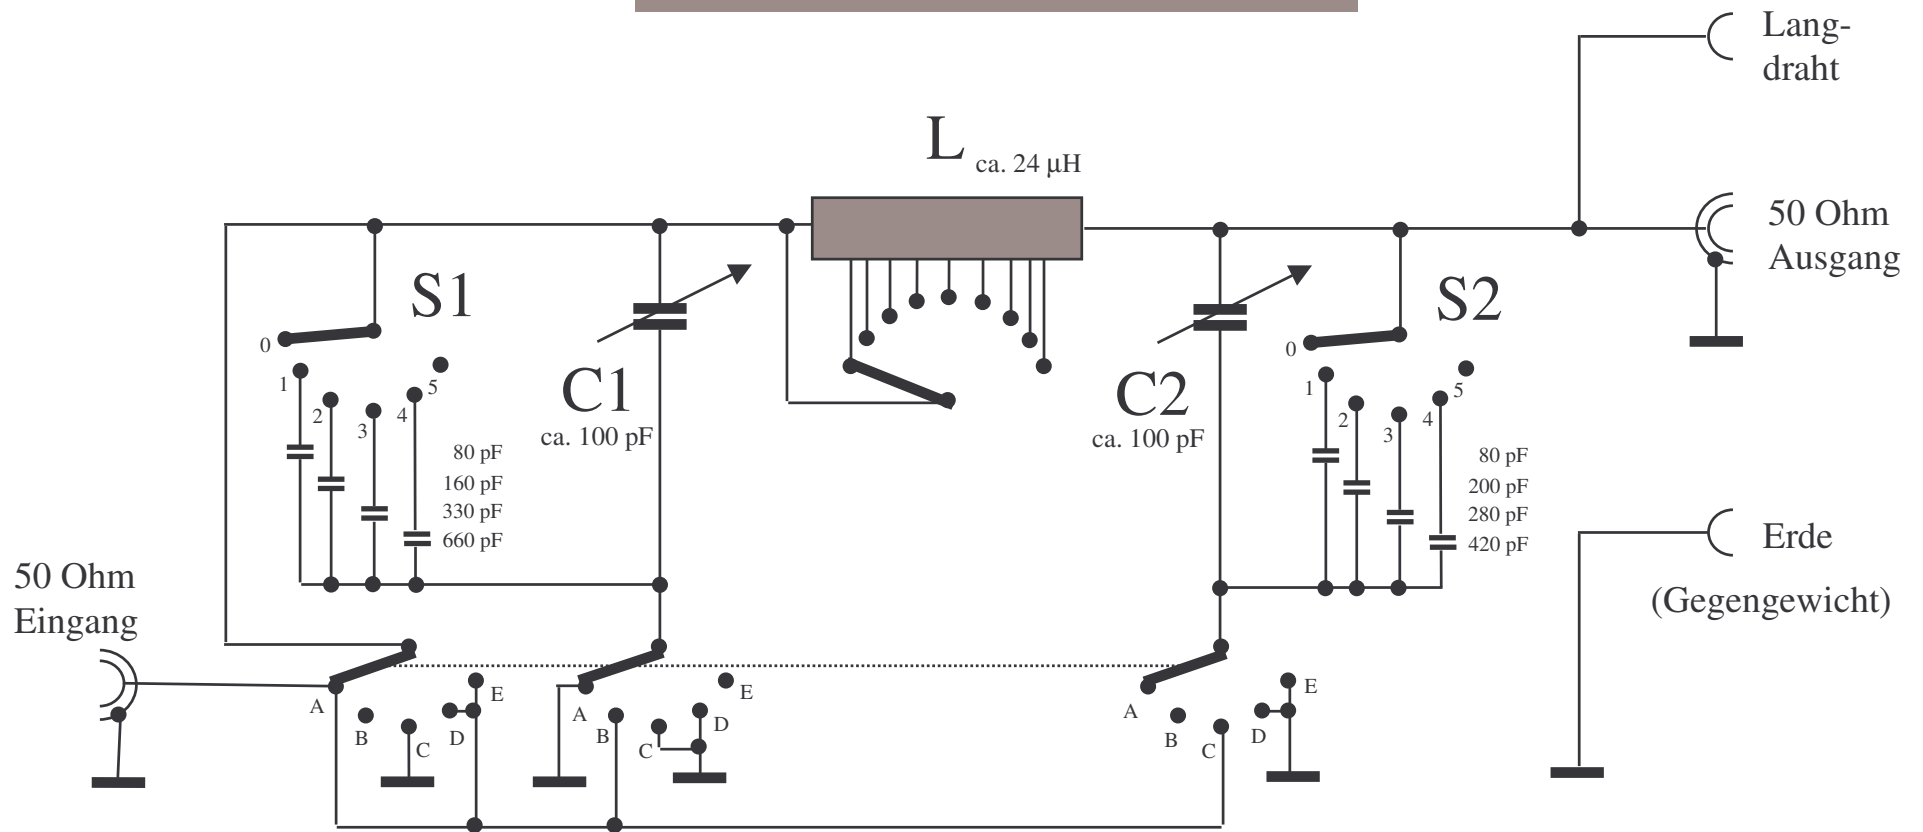 Lang-
draht
L ca. 24 µH
50 Ohm
Ausgang
S1
S2
0
1
2
3
4
5
C1
ca. 100 pF
C2
ca. 100 pF
0
1
2
3
4
5
80 pF
160 pF
330 pF
660 pF
80 pF
200 pF
280 pF
420 pF
Erde
(Gegengewicht)
50 Ohm
Eingang
A
B
C
D
E
A
B
C
D
E
A
B
C
D
E